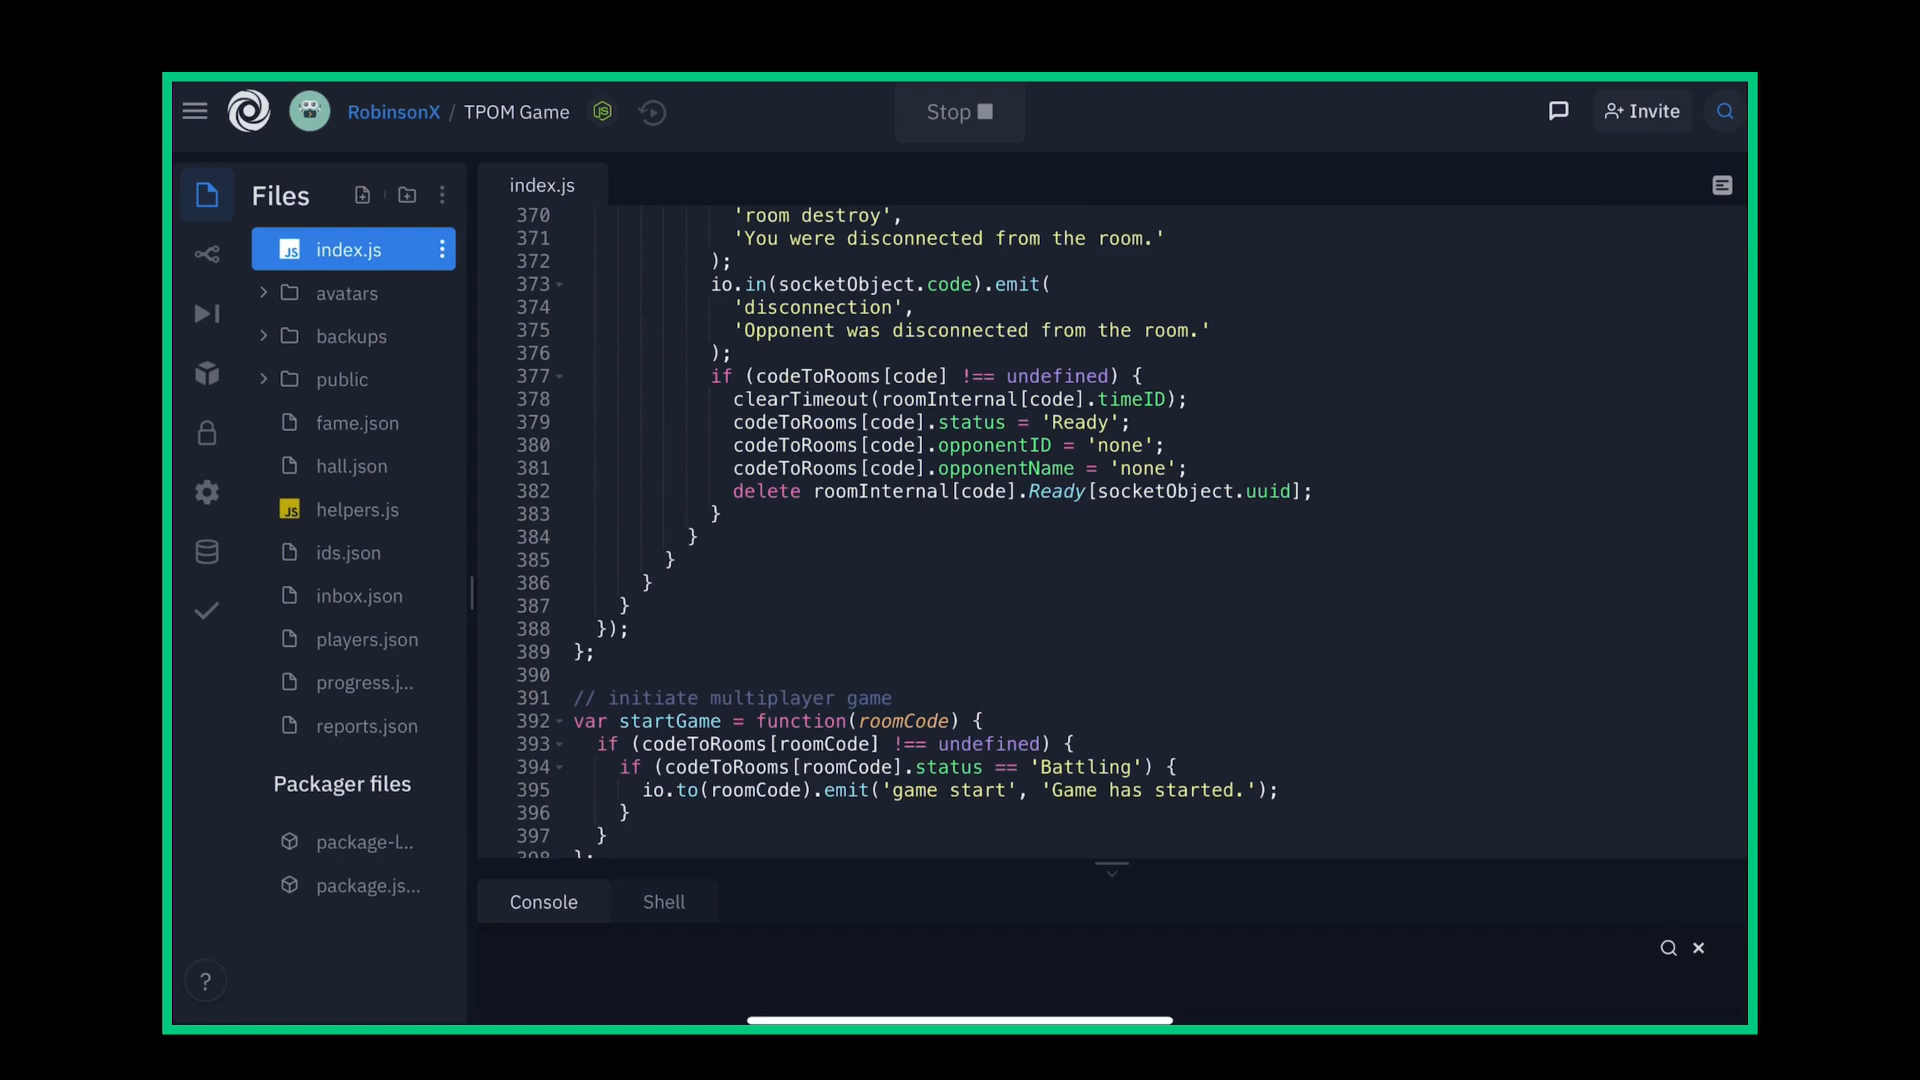 RobinsonX / TPOM Game
Stop
Invite
Files
index.js
avatars
backups
public
fame.json
hall.json
helpers.js
ids.json
inbox.json
players.json
progress.j...
reports.json
Packager files
package-l...
package.js...
?
index.js
370 'room destroy',
371 'You were disconnected from the room.'
372 );
373 io.in(socketObject.code).emit(
374 'disconnection',
375 'Opponent was disconnected from the room.'
376 );
377 if (codeToRooms[code] !== undefined) {
378 clearTimeout(roomInternal[code].timeID);
379 codeToRooms[code].status = 'Ready';
380 codeToRooms[code].opponentID = 'none';
381 codeToRooms[code].opponentName = 'none';
382 delete roomInternal[code].Ready[socketObject.uuid];
383 }
384 }
385 }
386 }
387 }
388 });
389 };
390
391 // initiate multiplayer game
392 var startGame = function(roomCode) {
393 if (codeToRooms[roomCode] !== undefined) {
394 if (codeToRooms[roomCode].status == 'Battling') {
395 io.to(roomCode).emit('game start', 'Game has started.');
396 }
397 }
398 };
Console
Shell